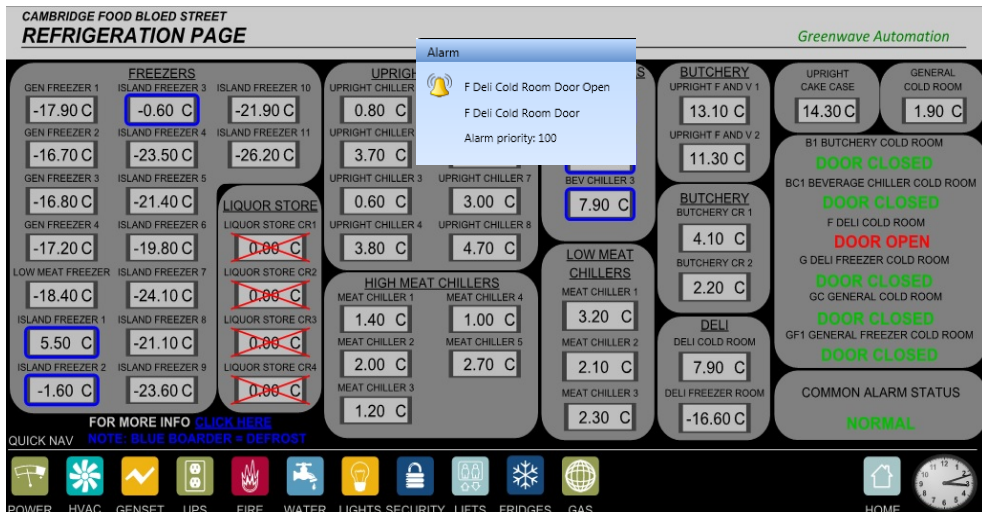 CAMBRIDGE FOOD BLOED STREET
REFRIGERATION PAGE
Greenwave Automation
Alarm
F Deli Cold Room Door Open
F Deli Cold Room Door
Alarm priority: 100
FREEZERS
GEN FREEZER 1
-17.90 C
GEN FREEZER 2
-16.70 C
GEN FREEZER 3
-16.80 C
GEN FREEZER 4
-17.20 C
LOW MEAT FREEZER
-18.40 C
ISLAND FREEZER 1
5.50 C
ISLAND FREEZER 2
-1.60 C
ISLAND FREEZER 3
-0.60 C
ISLAND FREEZER 4
-23.50 C
ISLAND FREEZER 5
-21.40 C
ISLAND FREEZER 6
-19.80 C
ISLAND FREEZER 7
-24.10 C
ISLAND FREEZER 8
-21.10 C
ISLAND FREEZER 9
-23.60 C
ISLAND FREEZER 10
-21.90 C
ISLAND FREEZER 11
-26.20 C
LIQUOR STORE
LIQUOR STORE CR1
0.00 C
LIQUOR STORE CR2
0.00 C
LIQUOR STORE CR3
0.00 C
LIQUOR STORE CR4
0.00 C
UPRIGHT CHILLER
0.80 C
UPRIGHT CHILLER
3.70 C
UPRIGHT CHILLER 3
0.60 C
UPRIGHT CHILLER 4
3.80 C
UPRIGHT CHILLER 7
3.00 C
UPRIGHT CHILLER 8
4.70 C
HIGH MEAT CHILLERS
MEAT CHILLER 1
1.40 C
MEAT CHILLER 2
2.00 C
MEAT CHILLER 3
1.20 C
MEAT CHILLER 4
1.00 C
MEAT CHILLER 5
2.70 C
BEV CHILLER 3
7.90 C
LOW MEAT
CHILLERS
MEAT CHILLER 1
3.20 C
MEAT CHILLER 2
2.10 C
MEAT CHILLER 3
2.30 C
BUTCHERY
UPRIGHT F AND V 1
13.10 C
UPRIGHT F AND V 2
11.30 C
BUTCHERY
BUTCHERY CR 1
4.10 C
BUTCHERY CR 2
2.20 C
DELI
DELI COLD ROOM
7.90 C
DELI FREEZER ROOM
-16.60 C
UPRIGHT
CAKE CASE
14.30 C
GENERAL
COLD ROOM
1.90 C
B1 BUTCHERY COLD ROOM
DOOR CLOSED
BC1 BEVERAGE CHILLER COLD ROOM
DOOR CLOSED
F DELI COLD ROOM
DOOR OPEN
G DELI FREEZER COLD ROOM
DOOR CLOSED
GC GENERAL COLD ROOM
DOOR CLOSED
GF1 GENERAL FREEZER COLD ROOM
DOOR CLOSED
COMMON ALARM STATUS
NORMAL
FOR MORE INFO CLICK HERE
NOTE: BLUE BOARDER = DEFROST
QUICK NAV
POWER HVAC GENSET UPS FIRE WATER LIGHTS SECURITY LIFTS FRIDGES GAS HOME